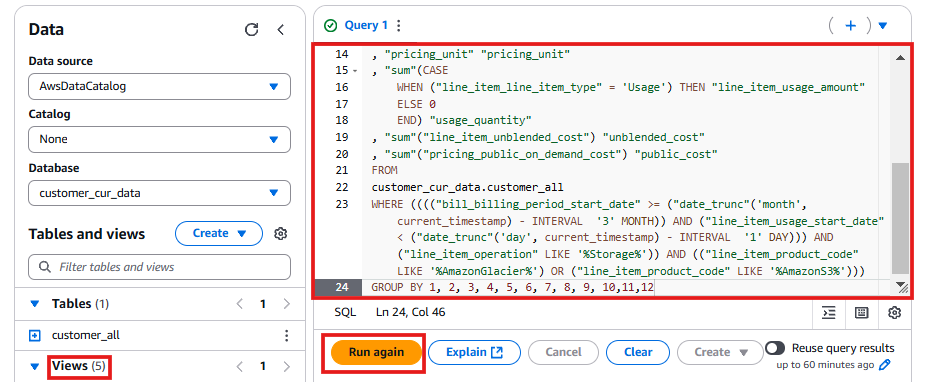 Data
Data source
AwsDataCatalog
Catalog
None
Database
customer_cur_data
Tables and views
Create
Filter tables and views
Tables (1)
1
customer_all
Views (5)
1
Query 1
14 , "pricing_unit" "pricing_unit"
15 , "sum"(CASE
16 WHEN ("line_item_line_item_type" = 'Usage') THEN "line_item_usage_amount"
17 ELSE 0
18 END) "usage_quantity"
19 , "sum"("line_item_unblended_cost") "unblended_cost"
20 , "sum"("pricing_public_on_demand_cost") "public_cost"
21 FROM
22 customer_cur_data.customer_all
23 WHERE (((("bill_billing_period_start_date" >= ("date_trunc"('month',
current_timestamp) - INTERVAL '3' MONTH)) AND ("line_item_usage_start_date"
< ("date_trunc"('day', current_timestamp) - INTERVAL '1' DAY))) AND
("line_item_operation" LIKE '%Storage%')) AND (("line_item_product_code"
LIKE '%AmazonGlacier%') OR ("line_item_product_code" LIKE '%AmazonS3%')))
24 GROUP BY 1, 2, 3, 4, 5, 6, 7, 8, 9, 10,11,12
SQL Ln 24, Col 46
Run again
Explain
Cancel
Clear
Create
Reuse query results
up to 60 minutes ago